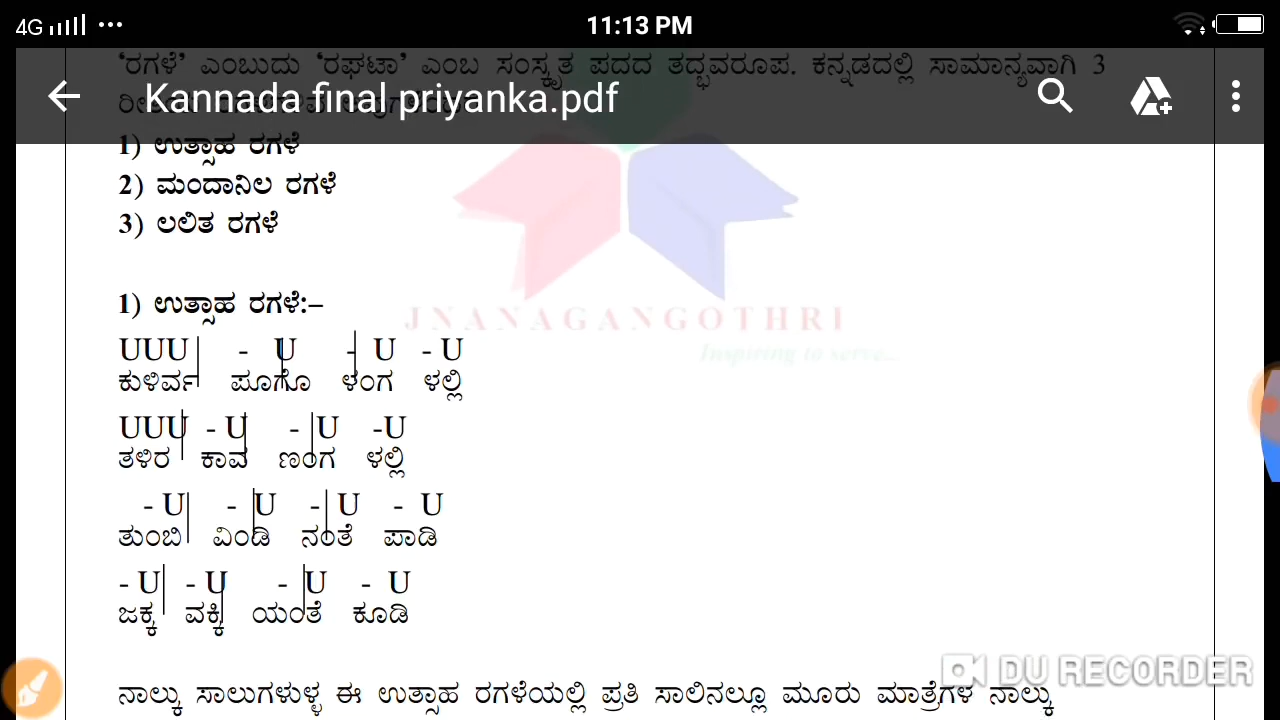 4G 11:13 PM
‘ರಗಳೆ’ ಎಂಬುದು ‘ರಘಟಾ’ ಎಂಬ ಸಂಸ್ಕೃತ ಪದದ ತದ್ಭವರೂಪ. ಕನ್ನಡದಲ್ಲಿ ಸಾಮಾನ್ಯವಾಗಿ 3
Kannada final priyanka.pdf
1) ಉತ್ಸಾಹ ರಗಳೆ
2) ಮಂದಾನಿಲ ರಗಳೆ
3) ಲಲಿತ ರಗಳೆ
1) ಉತ್ಸಾಹ ರಗಳೆ:–
JNANAGANGOTHRI
Inspiring to serve...
UUU| - U| -| U - U
ಕುಳಿರ್ವ ಪೂಗೊ ಳಂಗ ಳಲ್ಲಿ
UUU| - U| - |U -U
ತಳಿರ ಕಾವ ಣಂಗ ಳಲ್ಲಿ
- U| - |U -| U - U
ತುಂಬಿ ವಿಂಡಿ ನಂತೆ ಪಾಡಿ
- U| - U| - |U - U
ಜಕ್ಕ ವಕ್ಕಿ ಯಂತೆ ಕೂಡಿ
DU RECORDER
ನಾಲ್ಕು ಸಾಲುಗಳುಳ್ಳ ಈ ಉತ್ಸಾಹ ರಗಳೆಯಲ್ಲಿ ಪ್ರತಿ ಸಾಲಿನಲ್ಲೂ ಮೂರು ಮಾತ್ರೆಗಳ ನಾಲ್ಕು